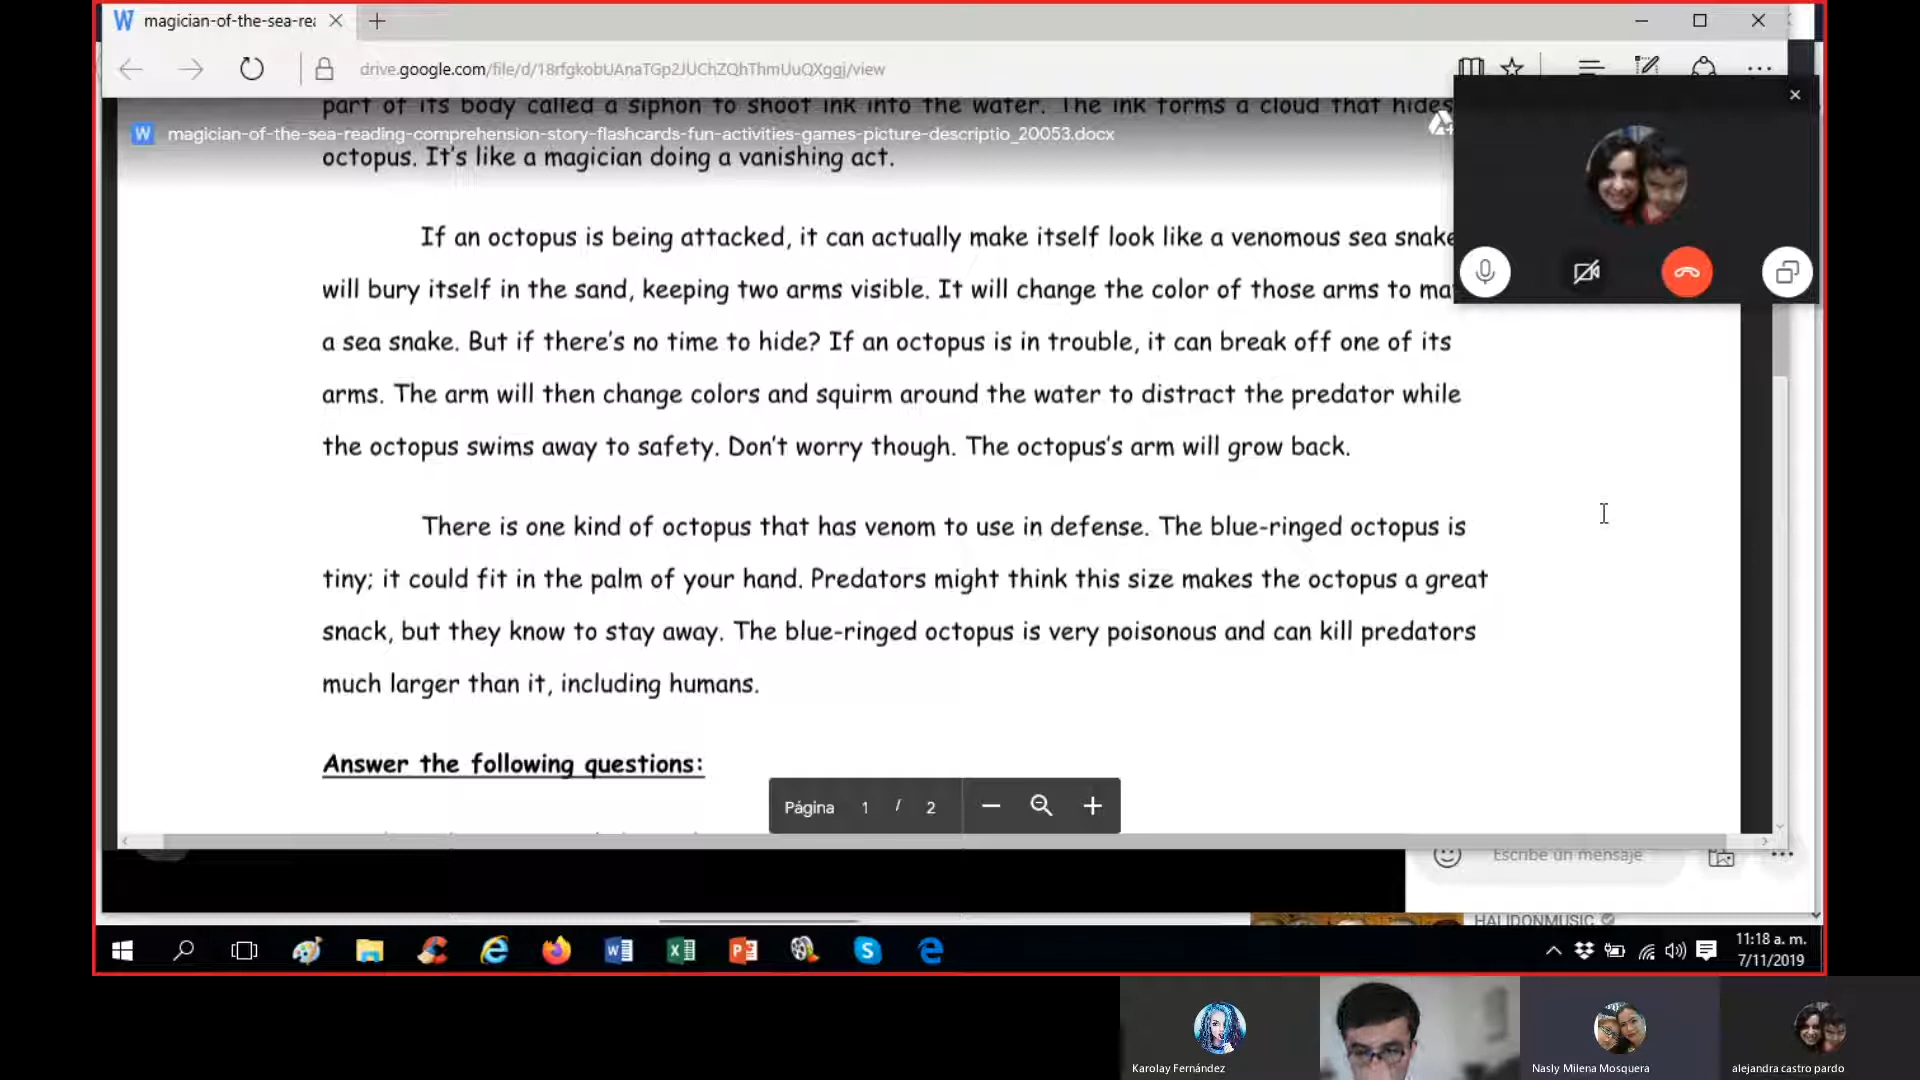 magician-of-the-sea-rea
drive.google.com/file/d/18rfgkobUAnaTGp2JUChZQhThmUuQXggj/view
part of its body called a siphon to shoot ink into the water. The ink forms a cloud that hides
W magician-of-the-sea-reading-comprehension-story-flashcards-fun-activities-games-picture-descriptio_20053.docx
octopus. It's like a magician doing a vanishing act.
If an octopus is being attacked, it can actually make itself look like a venomous sea snake
will bury itself in the sand, keeping two arms visible. It will change the color of those arms to ma
a sea snake. But if there's no time to hide? If an octopus is in trouble, it can break off one of its
arms. The arm will then change colors and squirm around the water to distract the predator while
the octopus swims away to safety. Don't worry though. The octopus's arm will grow back.
There is one kind of octopus that has venom to use in defense. The blue-ringed octopus is
tiny; it could fit in the palm of your hand. Predators might think this size makes the octopus a great
snack, but they know to stay away. The blue-ringed octopus is very poisonous and can kill predators
much larger than it, including humans.
Answer the following questions:
Página 1 / 2
Escribe un mensaje
HALIDONMUSIC
11:18 a. m.
7/11/2019
Karolay Fernández
Nasly Milena Mosquera
alejandra castro pardo